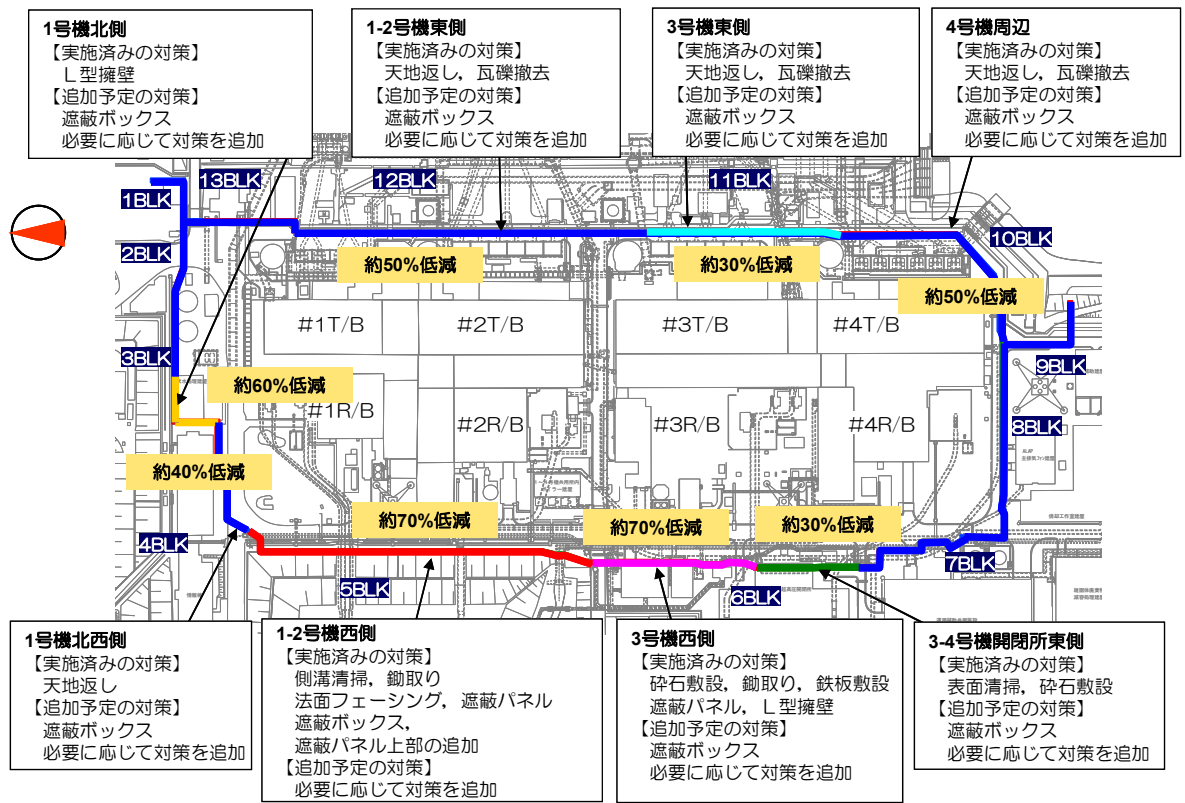 1号機北側
【実施済みの対策】
L型擁壁
【追加予定の対策】
遮蔽ボックス
必要に応じて対策を追加
1-2号機東側
【実施済みの対策】
天地返し，瓦礫撤去
【追加予定の対策】
遮蔽ボックス
必要に応じて対策を追加
3号機東側
【実施済みの対策】
天地返し，瓦礫撤去
【追加予定の対策】
遮蔽ボックス
必要に応じて対策を追加
4号機周辺
【実施済みの対策】
天地返し，瓦礫撤去
【追加予定の対策】
遮蔽ボックス
必要に応じて対策を追加
1BLK
13BLK
12BLK
11BLK
10BLK
2BLK
約50%低減
約30%低減
約50%低減
#1T/B
#2T/B
#3T/B
#4T/B
3BLK
9BLK
約60%低減
#1R/B
#2R/B
#3R/B
#4R/B
8BLK
約40%低減
約70%低減
約70%低減
約30%低減
4BLK
5BLK
6BLK
7BLK
1号機北西側
【実施済みの対策】
天地返し
【追加予定の対策】
遮蔽ボックス
必要に応じて対策を追加
1-2号機西側
【実施済みの対策】
側溝清掃，鋤取り
法面フェーシング，遮蔽パネル
遮蔽ボックス，
遮蔽パネル上部の追加
【追加予定の対策】
必要に応じて対策を追加
3号機西側
【実施済みの対策】
砕石敷設，鋤取り，鉄板敷設
遮蔽パネル，L型擁壁
【追加予定の対策】
遮蔽ボックス
必要に応じて対策を追加
3-4号機開閉所東側
【実施済みの対策】
表面清掃，砕石敷設
【追加予定の対策】
遮蔽ボックス
必要に応じて対策を追加